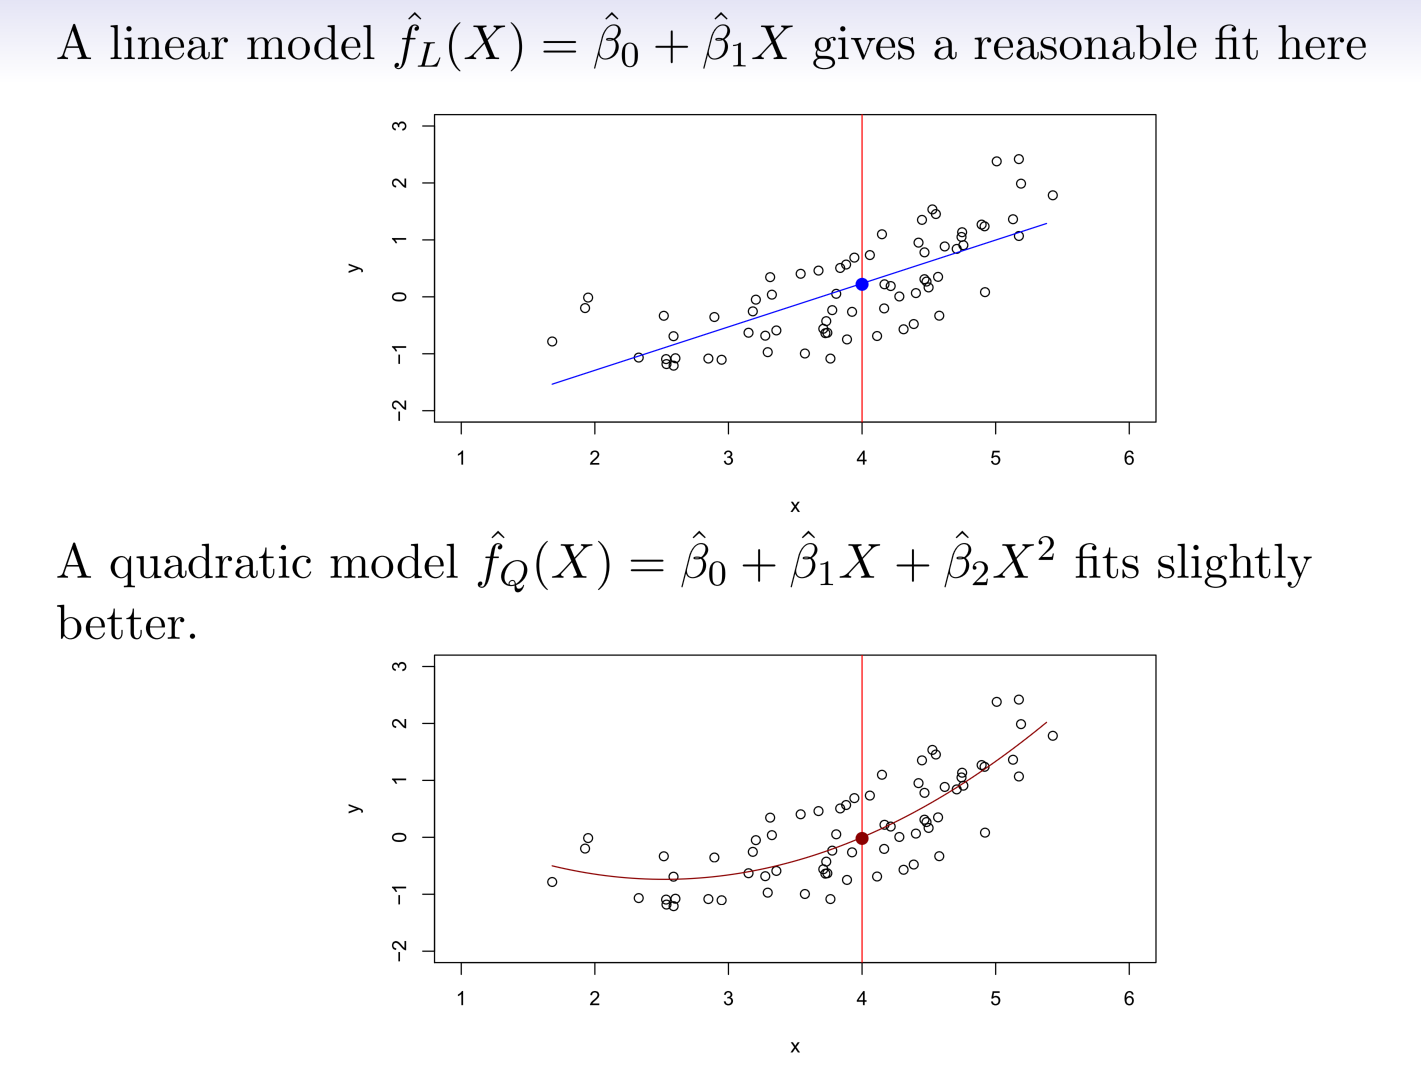 A linear model f̂_L(X) = β̂_0 + β̂_1X gives a reasonable fit here
3
2
1
0
−1
−2
y
1 2 3 4 5 6
x
A quadratic model f̂_Q(X) = β̂_0 + β̂_1X + β̂_2X² fits slightly
better.
3
2
1
0
−1
−2
y
1 2 3 4 5 6
x